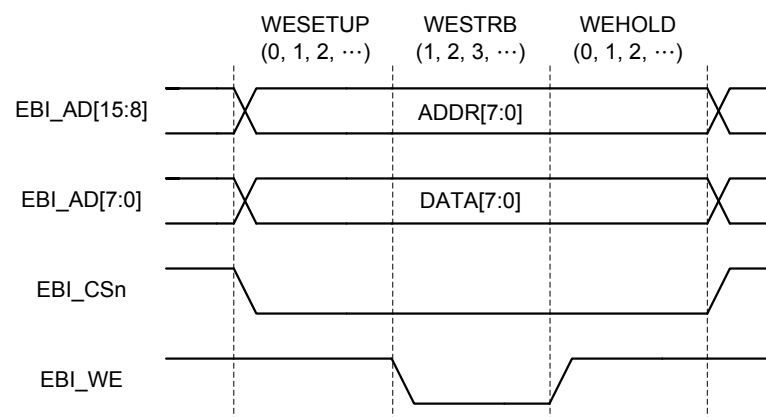 WESETUP WESTRB WEHOLD
(0, 1, 2, ⋯) (1, 2, 3, ⋯) (0, 1, 2, ⋯)
EBI_AD[15:8] ADDR[7:0]
EBI_AD[7:0] DATA[7:0]
EBI_CSn
EBI_WE